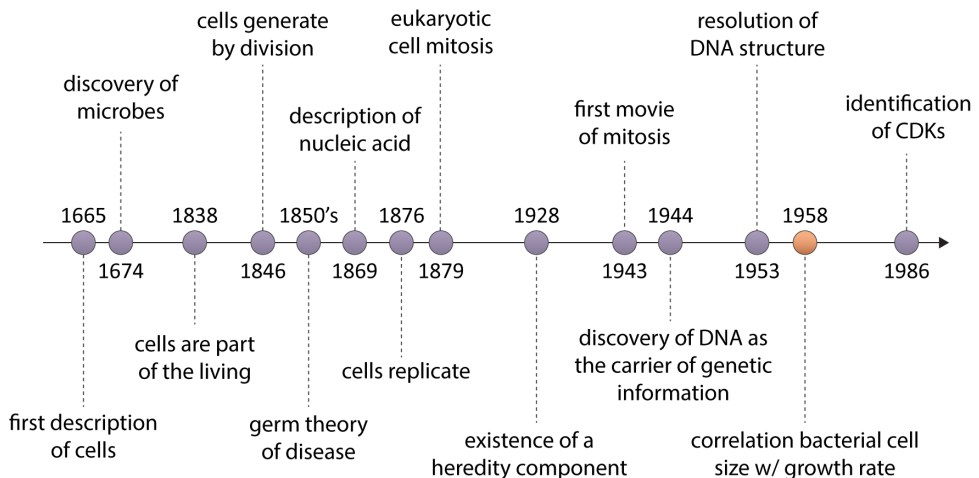 cells generate
by division
eukaryotic
cell mitosis
resolution of
DNA structure
discovery of
microbes
description of
nucleic acid
first movie
of mitosis
identification
of CDKs
1665
1838
1850's
1876
1928
1944
1958
1674
1846
1869
1879
1943
1953
1986
cells are part
of the living
cells replicate
discovery of DNA as
the carrier of genetic
information
first description
of cells
germ theory
of disease
existence of a
heredity component
correlation bacterial cell
size w/ growth rate